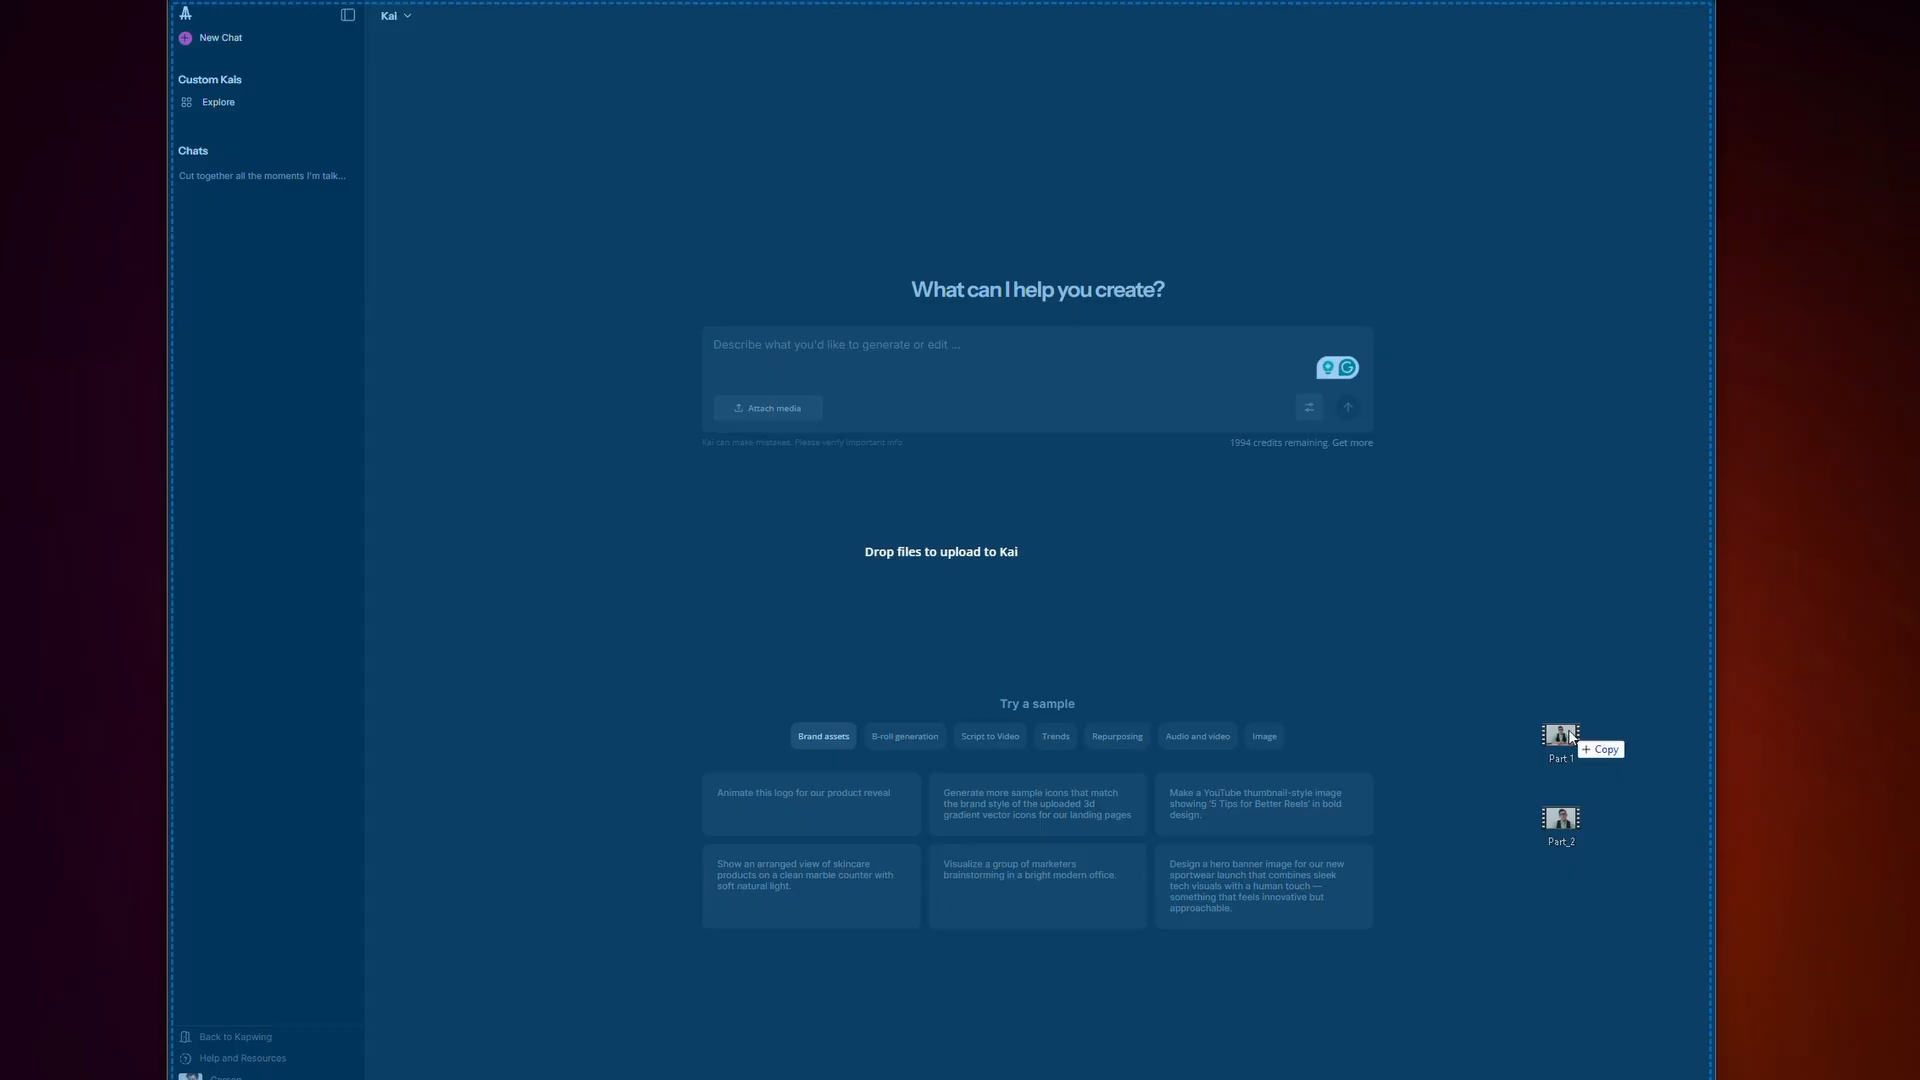 Kai
New Chat
Custom Kais
Explore
Chats
Cut together all the moments I'm talk...
What can I help you create?
Describe what you'd like to generate or edit ...
Attach media
Kai can make mistakes. Please verify important info.
1994 credits remaining. Get more
Drop files to upload to Kai
Try a sample
Brand assets
B-roll generation
Script to Video
Trends
Repurposing
Audio and video
Image
Animate this logo for our product reveal
Generate more sample icons that match
the brand style of the uploaded 3d
gradient vector icons for our landing pages
Make a YouTube thumbnail-style image
showing '5 Tips for Better Reels' in bold
design.
Show an arranged view of skincare
products on a clean marble counter with
soft natural light.
Visualize a group of marketers
brainstorming in a bright modern office.
Design a hero banner image for our new
sportwear launch that combines sleek
tech visuals with a human touch —
something that feels innovative but
approachable.
+ Copy
Part 1
Part_2
Back to Kapwing
Help and Resources